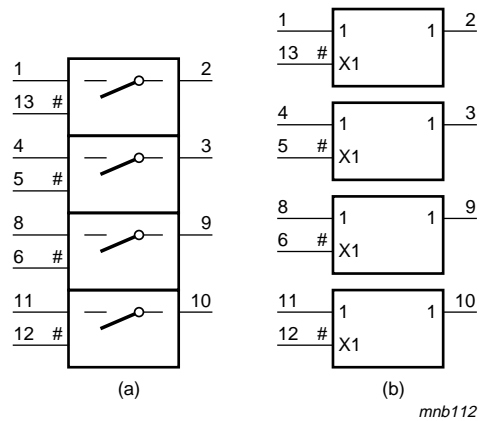 1 2
13 #
4 3
5 #
8 9
6 #
11 10
12 #
(a)
1 1 1 2
13 # X1
4 1 1 3
5 # X1
8 1 1 9
6 # X1
11 1 1 10
12 # X1
(b)
mnb112